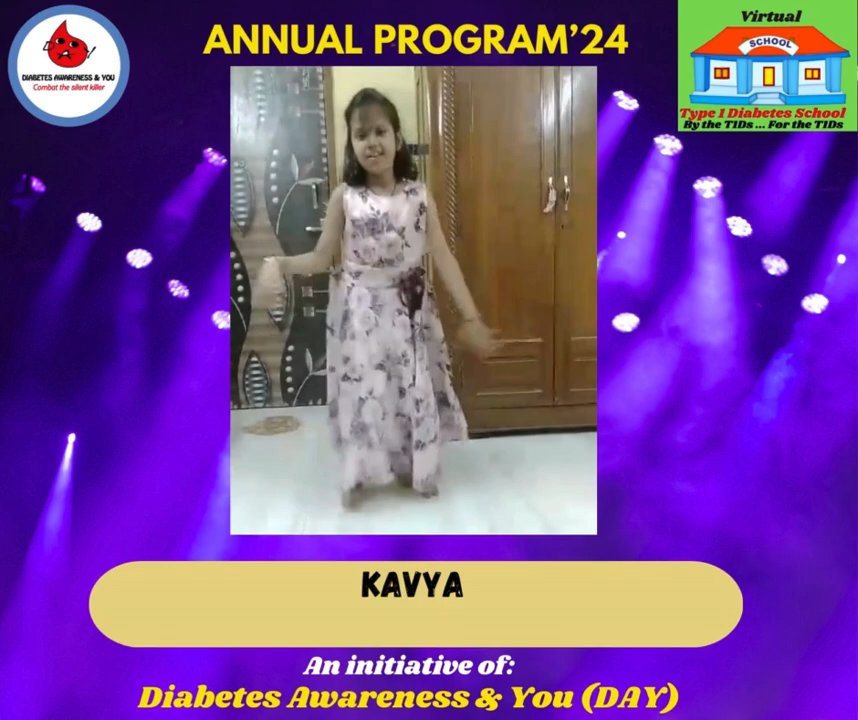 ANNUAL PROGRAM'24
DIABETES AWARENESS & YOU
Combat the silent killer
Virtual
SCHOOL
Type 1 Diabetes School
By the T1Ds ... For the T1Ds
KAVYA
An initiative of:
Diabetes Awareness & You (DAY)